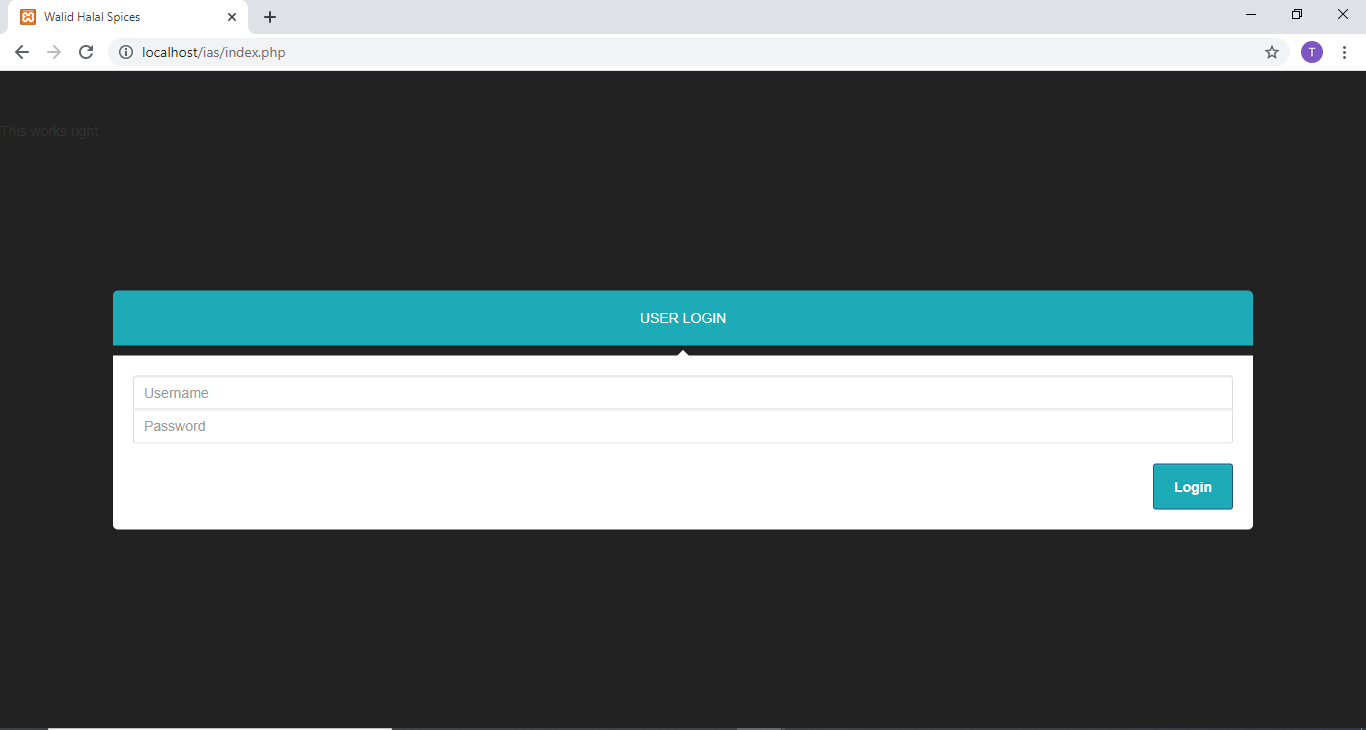 Walid Halal Spices
localhost/ias/index.php
T
This works right
USER LOGIN
Username
Password
Login